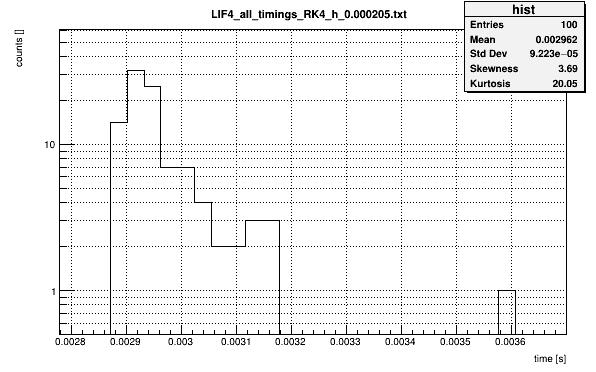 LIF4_all_timings_RK4_h_0.000205.txt
hist
Entries 100
Mean 0.002962
Std Dev 9.223e−05
Skewness 3.69
Kurtosis 20.05
counts []
10
1
0.0028 0.0029 0.003 0.0031 0.0032 0.0033 0.0034 0.0035 0.0036
time [s]